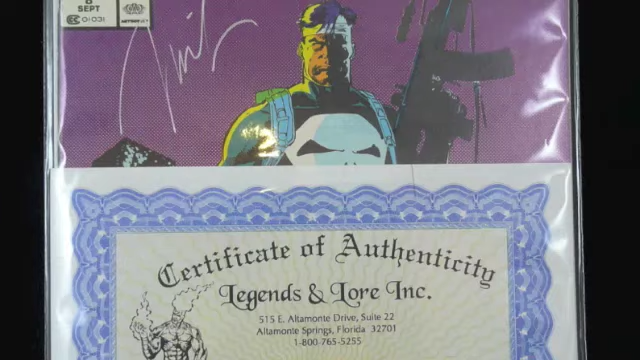 8
SEPT
Certificate of Authenticity
Legends & Lore Inc.
515 E. Altamonte Drive, Suite 22
Altamonte Springs, Florida 32701
1-800-765-5255